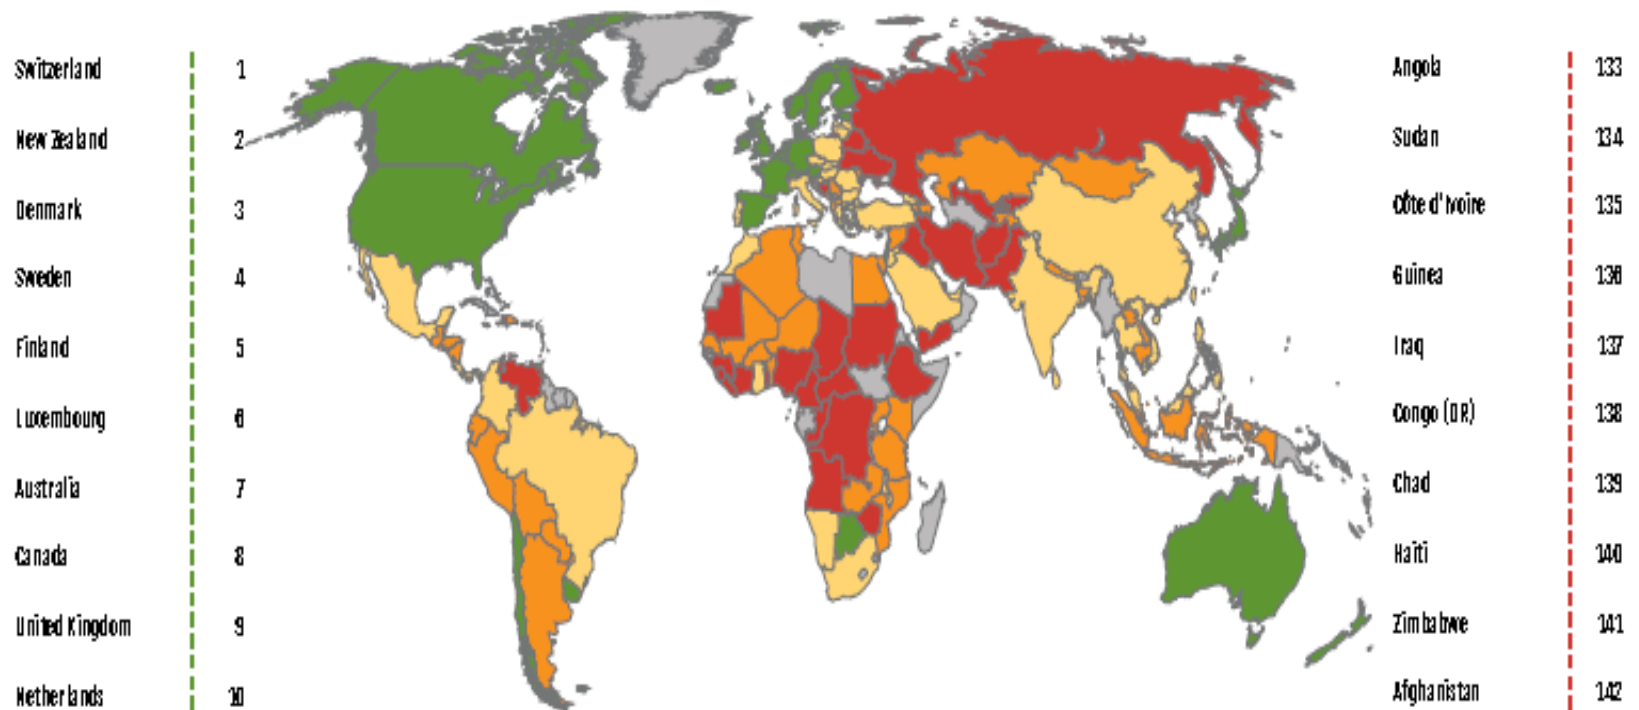 Switzerland 1
New Zealand 2
Denmark 3
Sweden 4
Finland 5
Luxembourg 6
Australia 7
Canada 8
United Kingdom 9
Netherlands 10
Angola 133
Sudan 134
Côte d'Ivoire 135
Guinea 136
Iraq 137
Congo (DR) 138
Chad 139
Haiti 140
Zimbabwe 141
Afghanistan 142